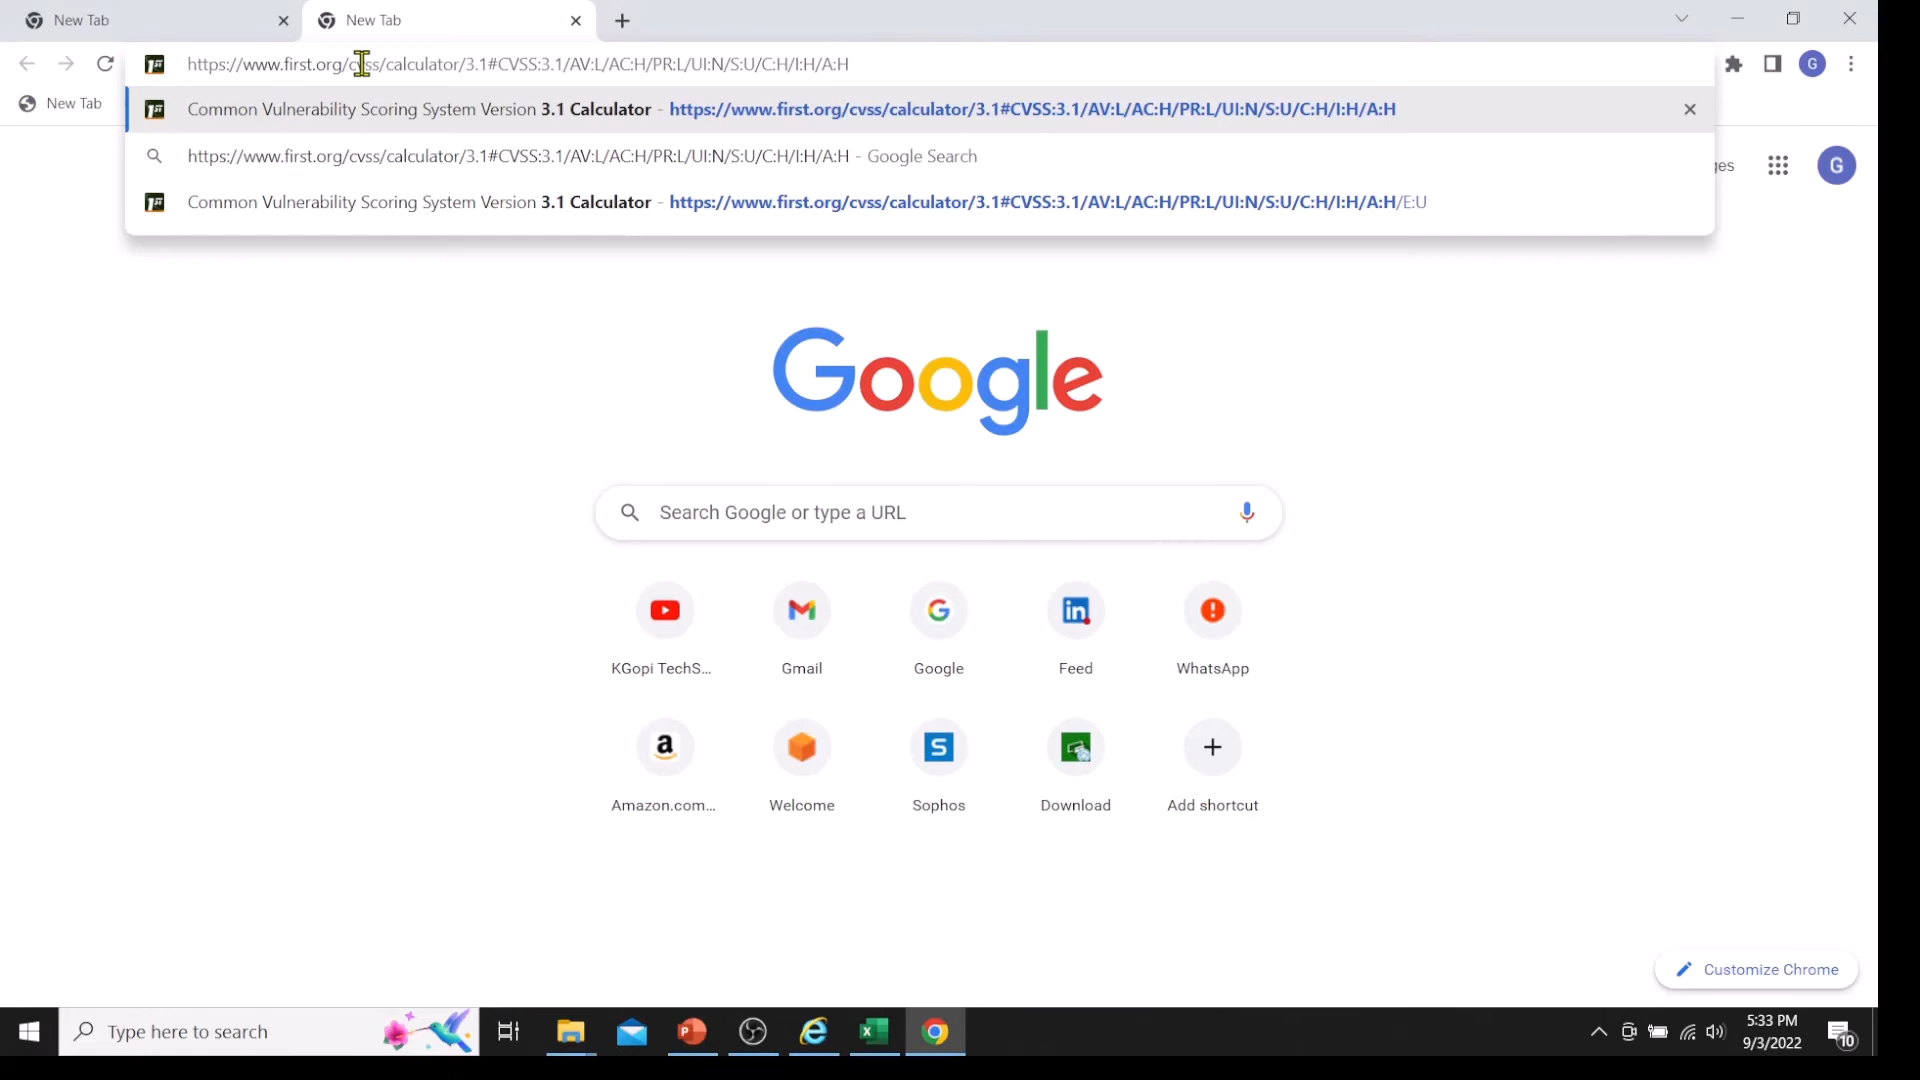 New Tab
New Tab
https://www.first.org/cvss/calculator/3.1#CVSS:3.1/AV:L/AC:H/PR:L/UI:N/S:U/C:H/I:H/A:H
G
New Tab
Common Vulnerability Scoring System Version 3.1 Calculator - https://www.first.org/cvss/calculator/3.1#CVSS:3.1/AV:L/AC:H/PR:L/UI:N/S:U/C:H/I:H/A:H
https://www.first.org/cvss/calculator/3.1#CVSS:3.1/AV:L/AC:H/PR:L/UI:N/S:U/C:H/I:H/A:H - Google Search
Common Vulnerability Scoring System Version 3.1 Calculator - https://www.first.org/cvss/calculator/3.1#CVSS:3.1/AV:L/AC:H/PR:L/UI:N/S:U/C:H/I:H/A:H/E:U
G
Google
Search Google or type a URL
KGopi TechS... Gmail Google Feed WhatsApp
Amazon.com... Welcome Sophos Download Add shortcut
Customize Chrome
Type here to search
5:33 PM
9/3/2022
10